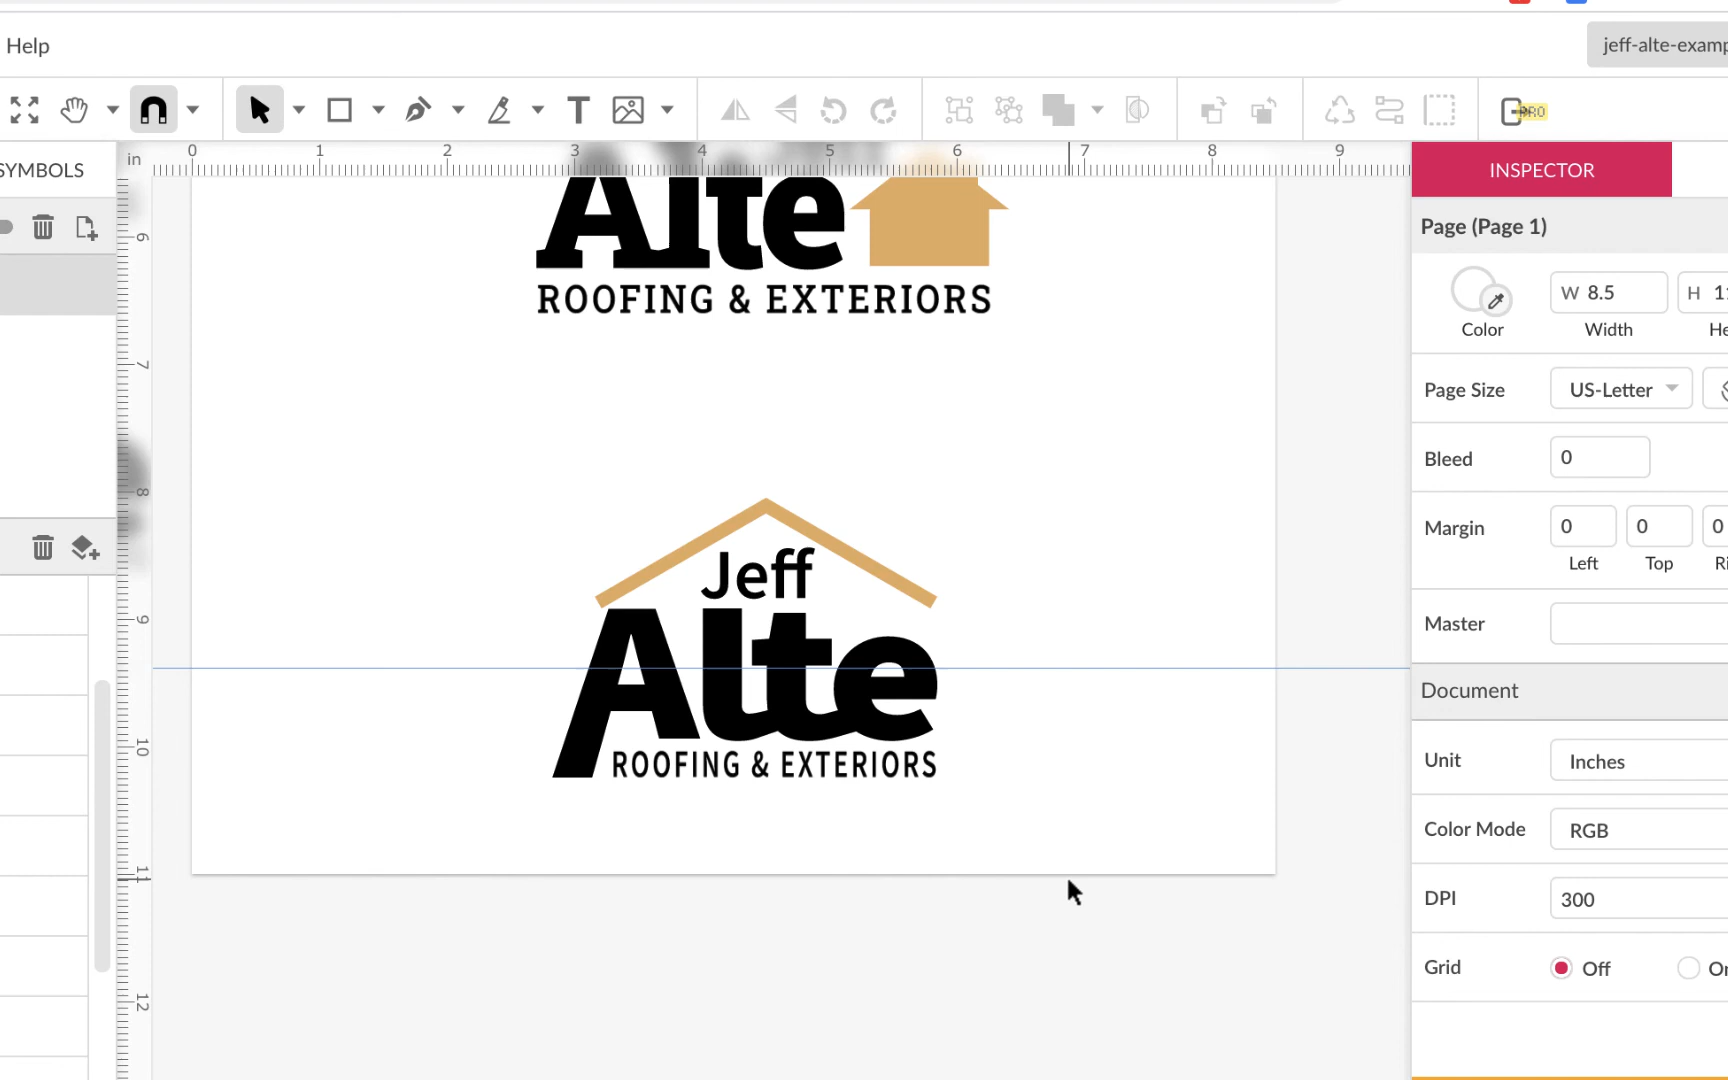 Help
jeff-alte-examp
PRO
SYMBOLS
in
0 1 2 3 4 5 6 7 8 9
INSPECTOR
Page (Page 1)
6
7
8
9
10
11
12
Alte
ROOFING & EXTERIORS
Jeff
Alte
ROOFING & EXTERIORS
W 8.5
H 11
Color
Width
He
Page Size
US-Letter
Bleed
0
Margin
0
0
0
Left
Top
Ri
Master
Document
Unit
Inches
Color Mode
RGB
DPI
300
Grid
Off
On